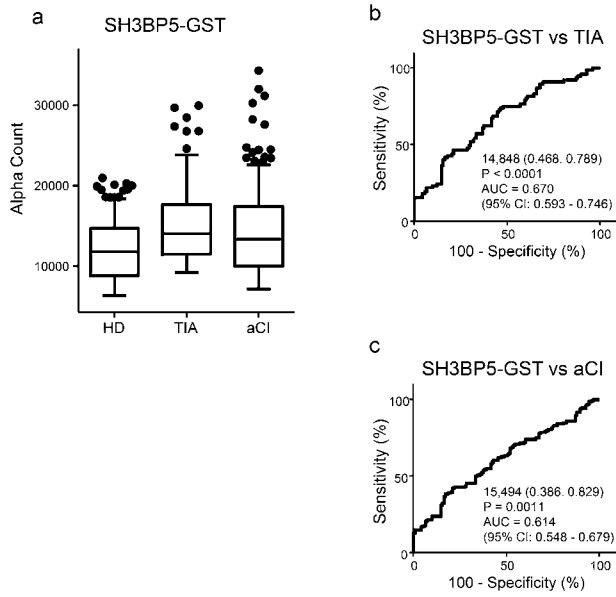 a
SH3BP5-GST
Alpha Count
30000
20000
10000
HD TIA aCI
b
SH3BP5-GST vs TIA
Sensitivity (%)
100
50
0
14,848 (0.468. 0.789)
P < 0.0001
AUC = 0.670
(95% CI: 0.593 - 0.746)
0 50 100
100 - Specificity (%)
c
SH3BP5-GST vs aCI
Sensitivity (%)
100
50
0
15,494 (0.386. 0.829)
P = 0.0011
AUC = 0.614
(95% CI: 0.548 - 0.679)
0 50 100
100 - Specificity (%)